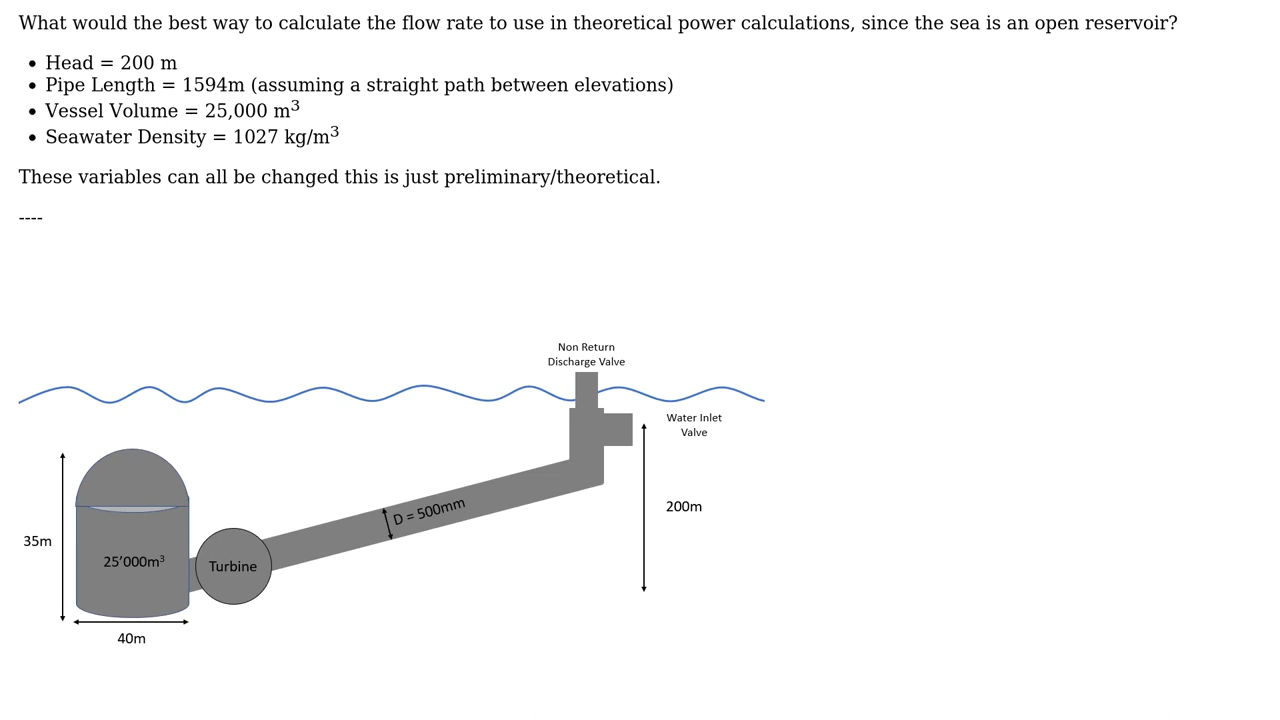 What would the best way to calculate the flow rate to use in theoretical power calculations, since the sea is an open reservoir?
• Head = 200 m
• Pipe Length = 1594m (assuming a straight path between elevations)
• Vessel Volume = 25,000 m³
• Seawater Density = 1027 kg/m³
These variables can all be changed this is just preliminary/theoretical.
----
Non Return
Discharge Valve
Water Inlet
Valve
D = 500mm
200m
35m
25'000m³
Turbine
40m